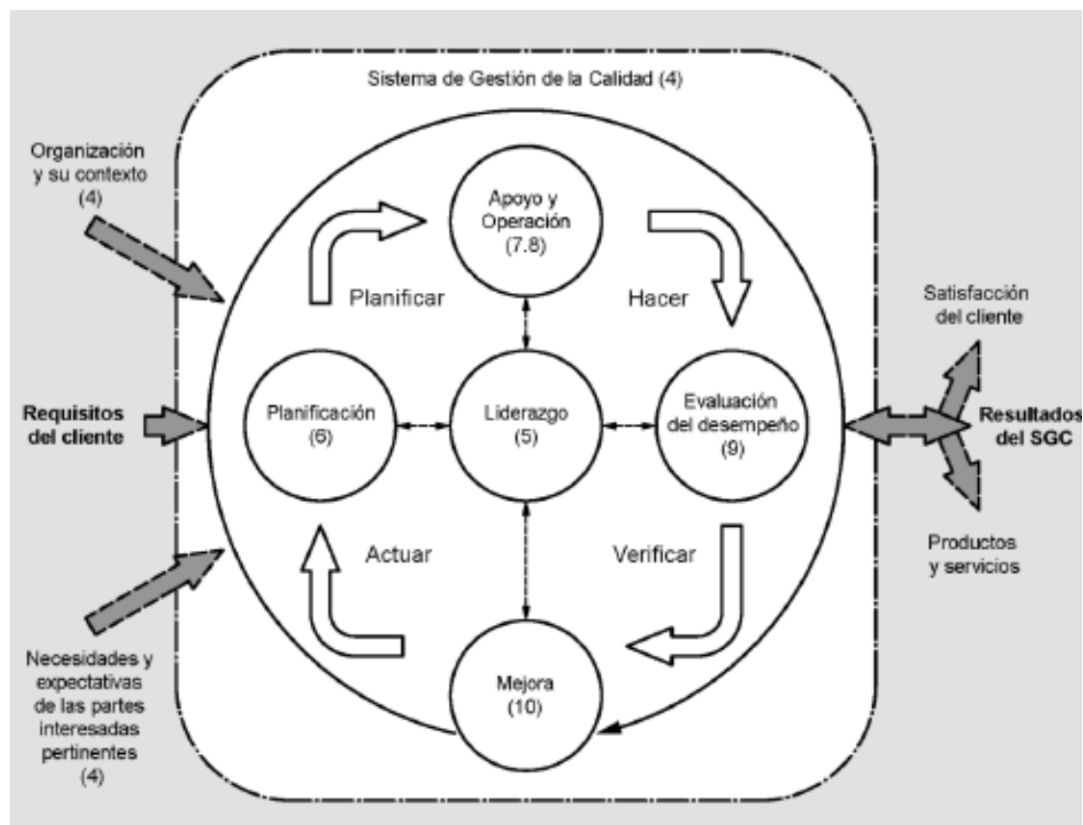 Sistema de Gestión de la Calidad (4)
Organización
y su contexto
(4)
Apoyo y
Operación
(7.8)
Planificar
Hacer
Satisfacción
del cliente
Requisitos
del cliente
Planificación
(6)
Liderazgo
(5)
Evaluación
del desempeño
(9)
Resultados
del SGC
Actuar
Verificar
Productos
y servicios
Necesidades y
expectativas
de las partes
interesadas
pertinentes
(4)
Mejora
(10)